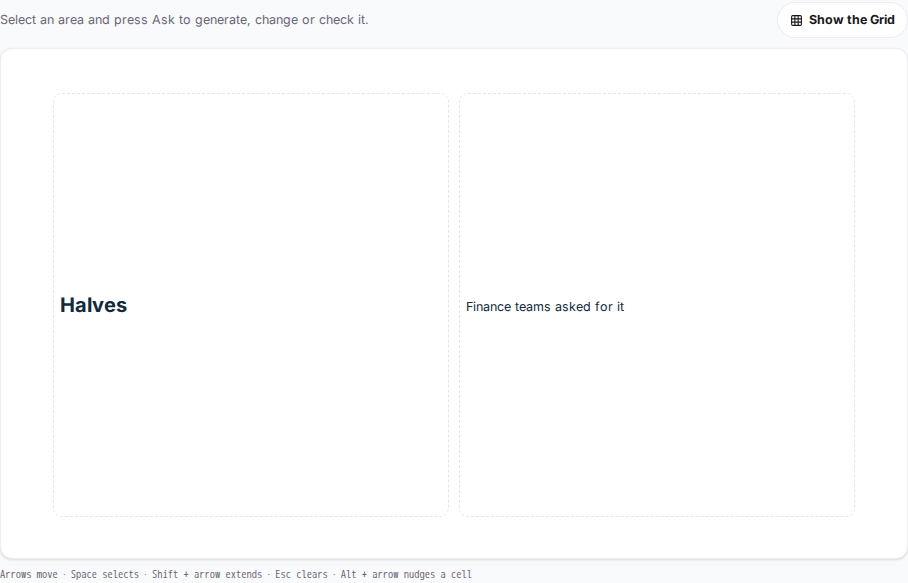 Select an area and press Ask to generate, change or check it.
Show the Grid
Halves
Finance teams asked for it
Arrows move · Space selects · Shift + arrow extends · Esc clears · Alt + arrow nudges a cell